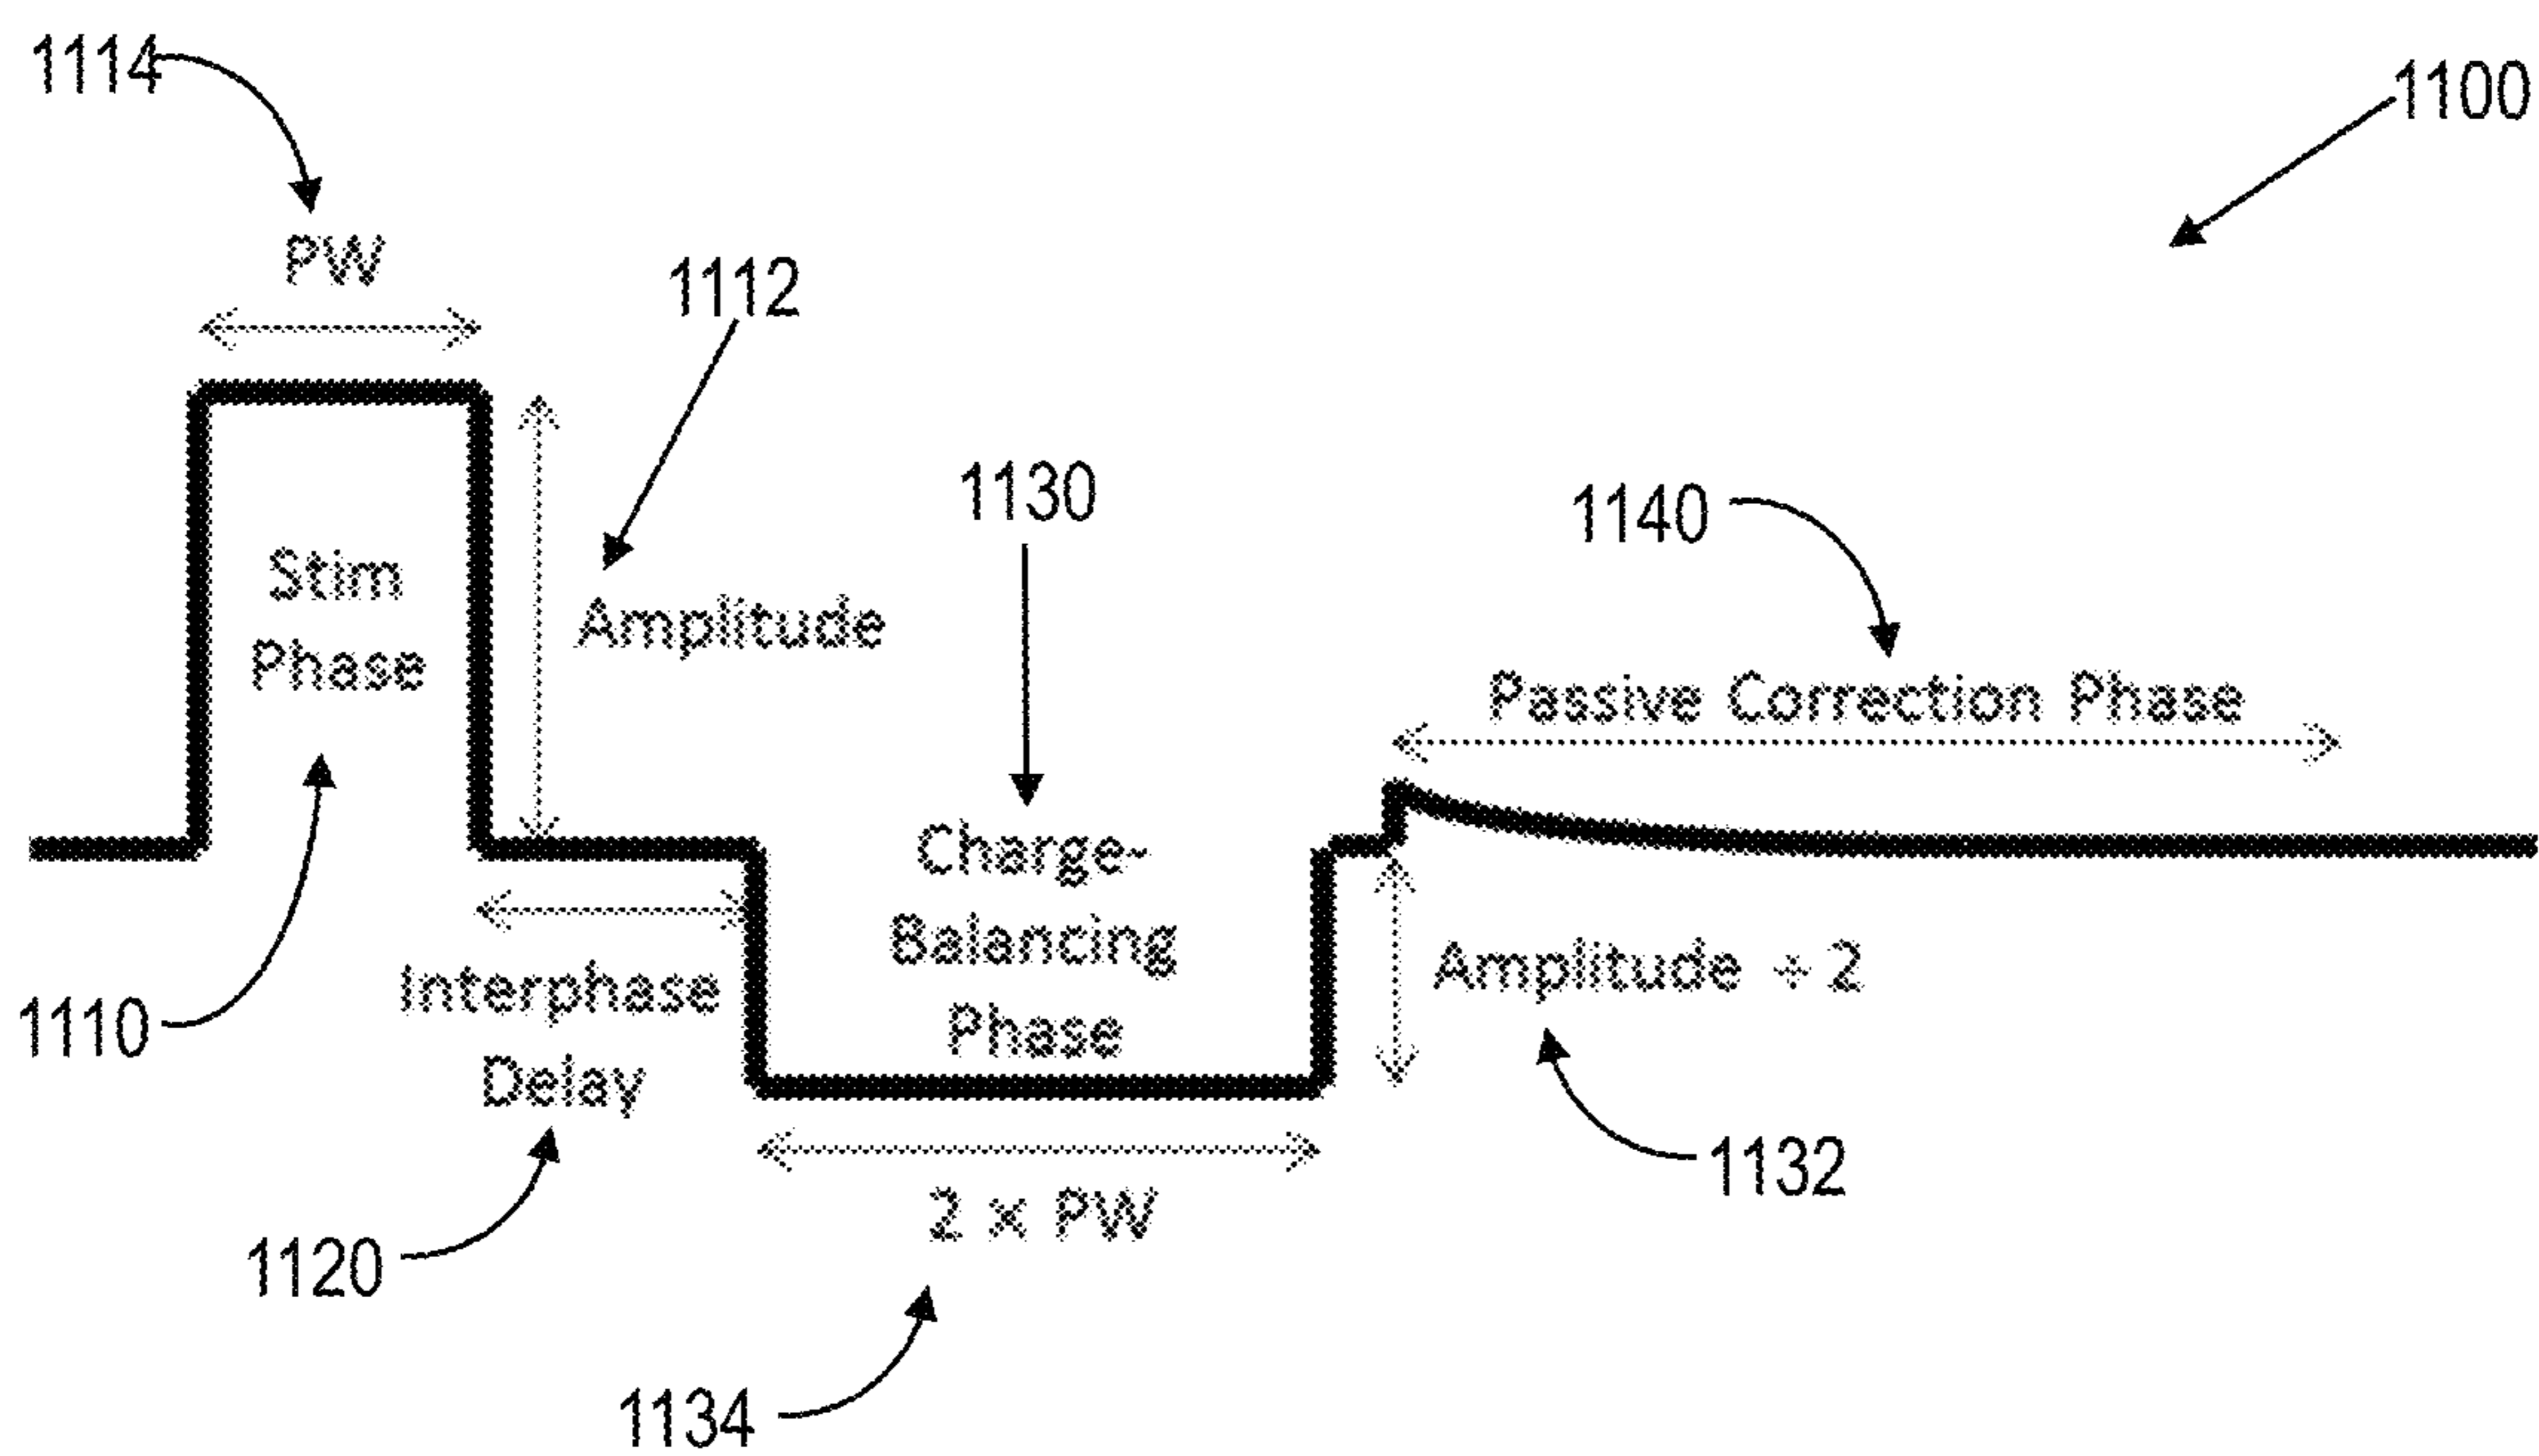 1114
1100
PW
1112
1130
1140
Stim
Phase
Amplitude
Passive Correction Phase
Charge-
Balancing
Phase
Interphase
Delay
Amplitude ÷ 2
1110
1132
2 × PW
1120
1134